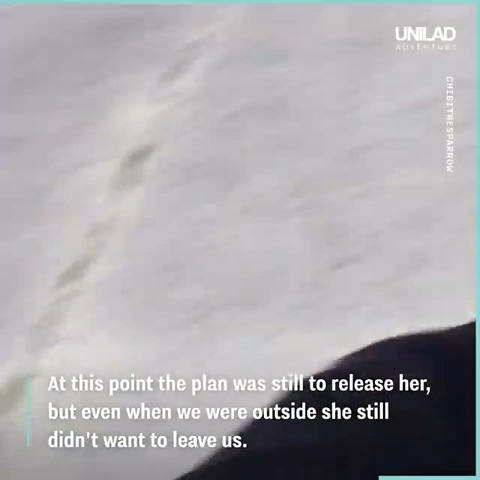 UNILAD
ADVENTURE
CHIBITHESPARROW
At this point the plan was still to release her,
but even when we were outside she still
didn't want to leave us.